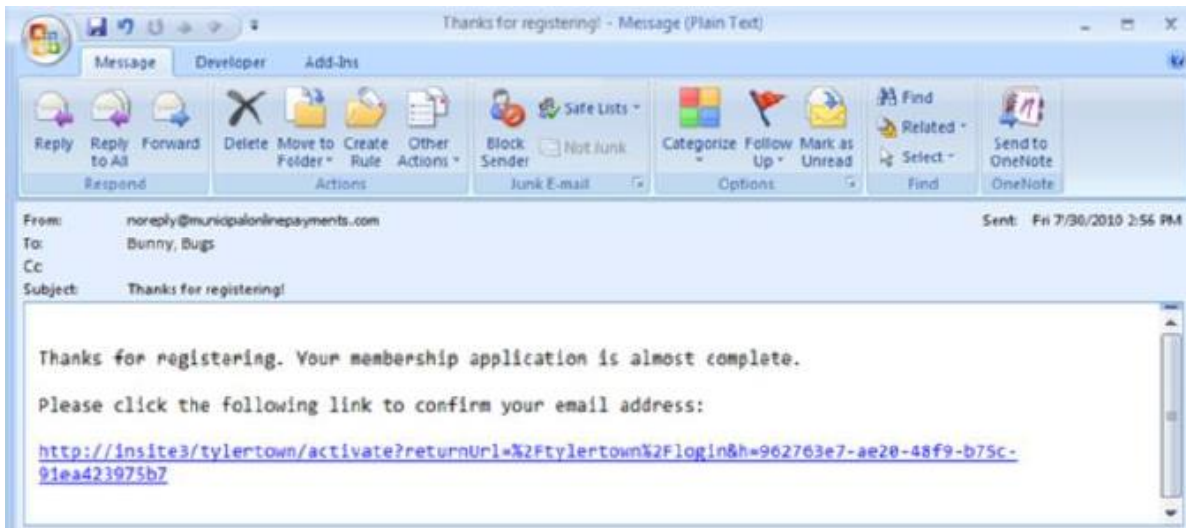 Thanks for registering! - Message (Plain Text)
Message Developer Add-Ins
Reply Reply to All Forward Delete Move to Folder Create Rule Other Actions Block Sender Safe Lists Not Junk Categorize Follow Up Mark as Unread Find Related Select Send to OneNote
Respond Actions Junk E-mail Options Find OneNote
From: noreply@municipalonlinepayments.com Sent: Fri 7/30/2010 2:56 PM
To: Bunny, Bugs
Cc:
Subject: Thanks for registering!
Thanks for registering. Your membership application is almost complete.
Please click the following link to confirm your email address:
http://insite3/tylertown/activate?returnUrl=%2Ftylertown%2Flogin&h=962763e7-ae20-48f9-b75c-
91ea423975b7